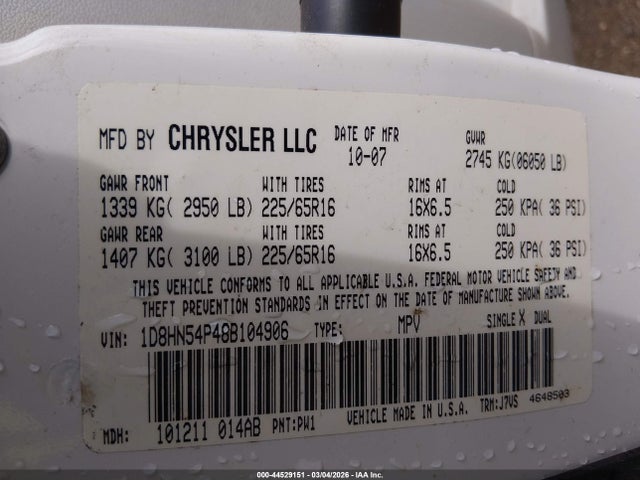 MFD BY CHRYSLER LLC DATE OF MFR GVWR
10-07 2745 KG(06050 LB)
GAWR FRONT WITH TIRES RIMS AT COLD
1339 KG( 2950 LB) 225/65R16 16X6.5 250 KPA( 36 PSI)
GAWR REAR WITH TIRES RIMS AT COLD
1407 KG( 3100 LB) 225/65R16 16X6.5 250 KPA( 36 PSI)
THIS VEHICLE CONFORMS TO ALL APPLICABLE U.S.A. FEDERAL MOTOR VEHICLE SAFETY AND
THEFT PREVENTION STANDARDS IN EFFECT ON THE DATE OF MANUFACTURE SHOWN ABOVE.
VIN: 1D8HN54P48B104906 TYPE: MPV SINGLE X DUAL
MDH: 101211 014AB PNT:PW1 VEHICLE MADE IN U.S.A. TRM:J7VS 4648503
000-44529151 - 03/04/2026 - IAAI.COM